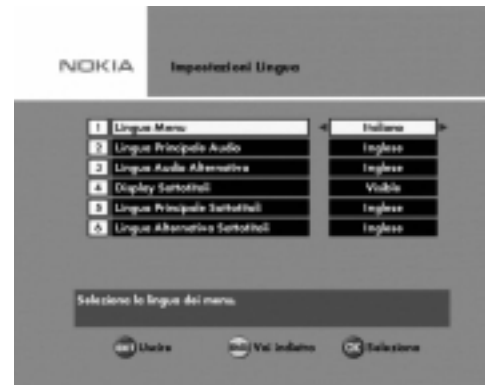 NOKIA
Impostazioni Lingua
1 Lingua Menu Italiano
2 Lingua Principale Audio Inglese
3 Lingua Audio Alternativa Inglese
4 Display Sottotitoli Visible
5 Lingua Principale Sottotitoli Inglese
6 Lingua Alternativa Sottotitoli Inglese
Seleziona la lingua dei menu.
Uscire Vai indietro OK Seleziona